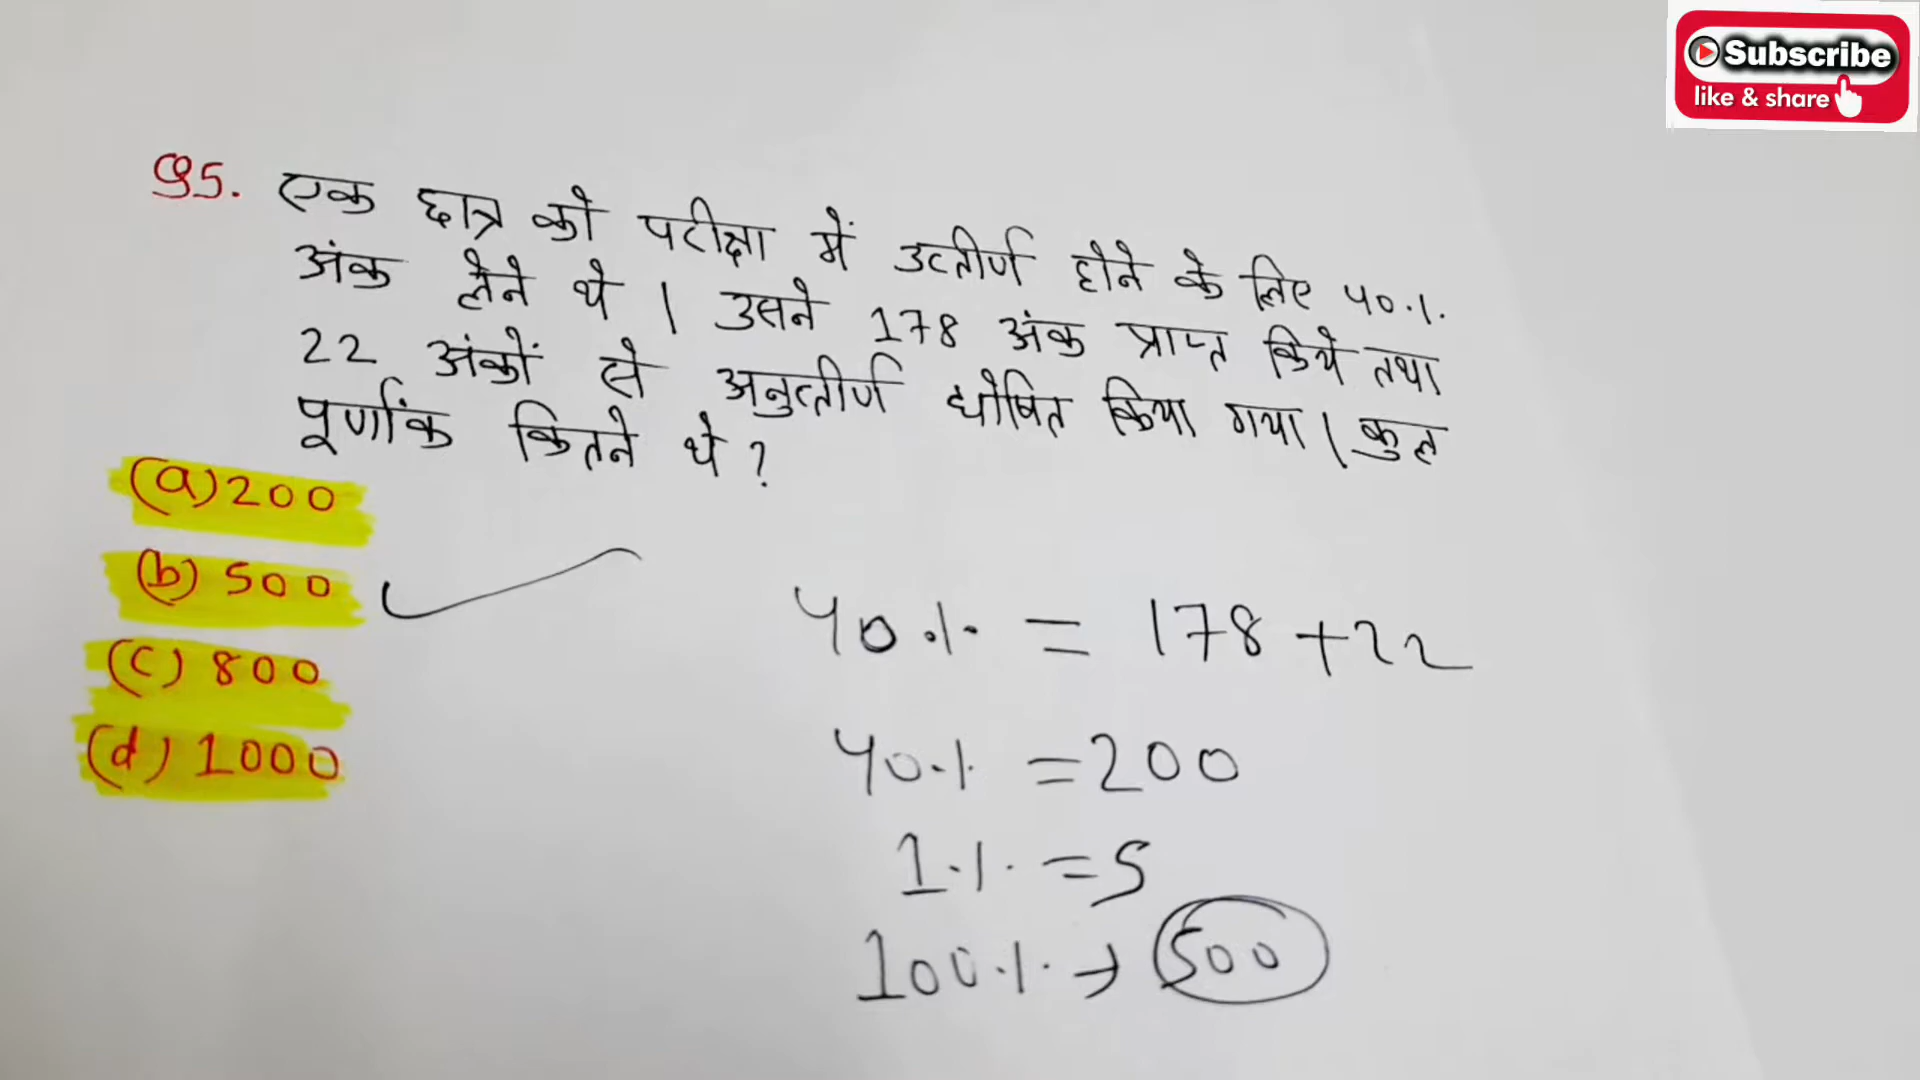 Subscribe
like & share
Q5. एक छात्र को परीक्षा में उत्तीर्ण होने के लिए 40%
अंक लेने थे । उसने 178 अंक प्राप्त किये तथा
22 अंकों से अनुत्तीर्ण घोषित किया गया । कुल
पूर्णांक कितने थे ?
(a) 200
(b) 500
(c) 800
(d) 1000
40% = 178 + 22
40% = 200
1% = 5
100% → 500